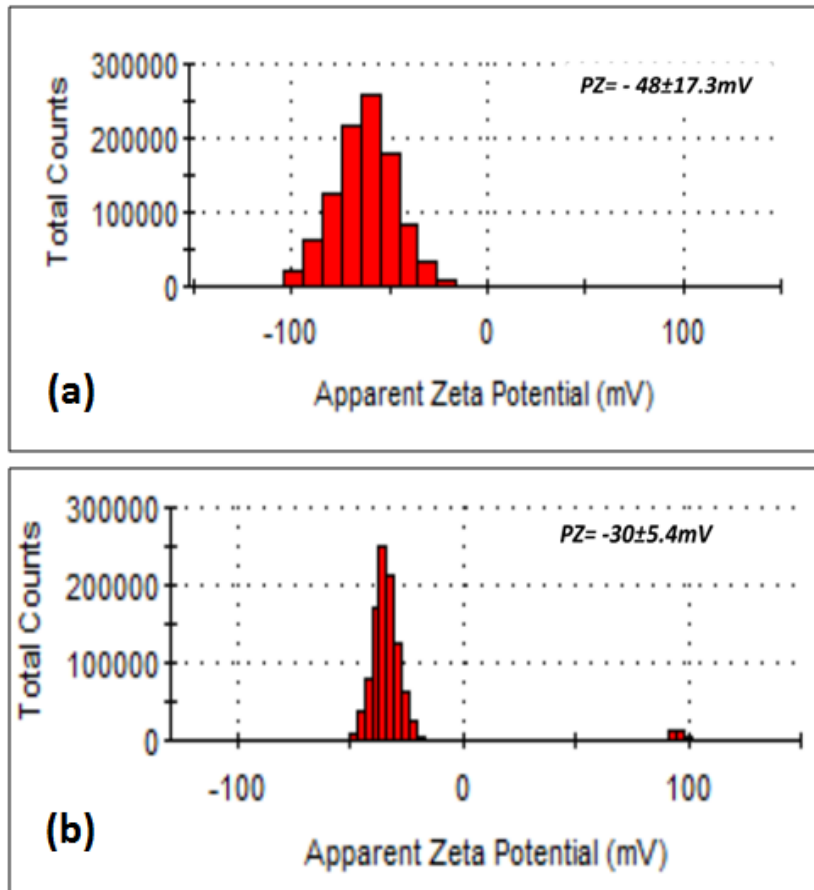 300000
PZ= - 48±17.3mV
200000
100000
0
Total Counts
-100 0 100
(a)
Apparent Zeta Potential (mV)
300000
PZ= -30±5.4mV
200000
100000
0
Total Counts
-100 0 100
(b)
Apparent Zeta Potential (mV)